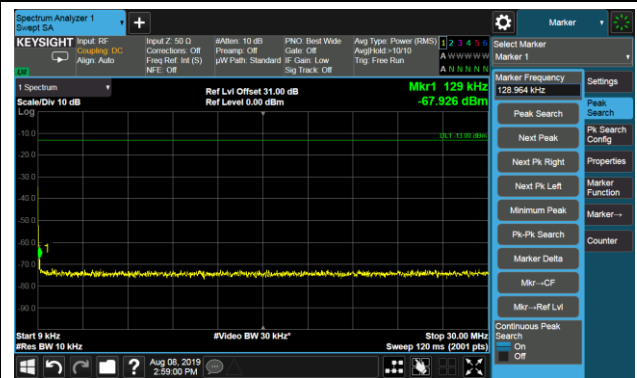 Spectrum Analyzer 1
Swept SA
+
Marker
KEYSIGHT
Input: RF
Coupling: DC
Align: Auto
Input Z: 50 Ω
Corrections: Off
Freq Ref: Int (S)
NFE: Off
#Atten: 10 dB
Preamp: Off
µW Path: Standard
PNO: Best Wide
Gate: Off
IF Gain: Low
Sig Track: Off
Avg Type: Power (RMS)
Avg|Hold:>10/10
Trig: Free Run
1 2 3 4 5 6
A W W W W W
A N N N N N
LXI
Select Marker
Marker 1
1 Spectrum
Scale/Div 10 dB
Log
Ref Lvl Offset 31.00 dB
Ref Level 0.00 dBm
Mkr1 129 kHz
-67.926 dBm
DL1 -13.00 dBm
-10.0
-20.0
-30.0
-40.0
-50.0
-60.0
-70.0
-80.0
-90.0
1
Start 9 kHz
#Res BW 10 kHz
#Video BW 30 kHz*
Stop 30.00 MHz
Sweep 120 ms (2001 pts)
Marker Frequency
128.964 kHz
Peak Search
Next Peak
Next Pk Right
Next Pk Left
Minimum Peak
Pk-Pk Search
Marker Delta
Mkr→CF
Mkr→Ref Lvl
Continuous Peak
Search
On
Off
Settings
Peak
Search
Pk Search
Config
Properties
Marker
Function
Marker→
Counter
?
Aug 08, 2019
2:59:00 PM